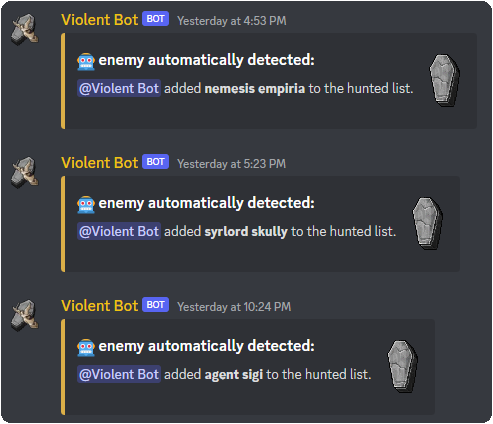 Violent Bot BOT Yesterday at 4:53 PM
enemy automatically detected:
@Violent Bot added nemesis empiria to the hunted list.
Violent Bot BOT Yesterday at 5:23 PM
enemy automatically detected:
@Violent Bot added syrlord skully to the hunted list.
Violent Bot BOT Yesterday at 10:24 PM
enemy automatically detected:
@Violent Bot added agent sigi to the hunted list.